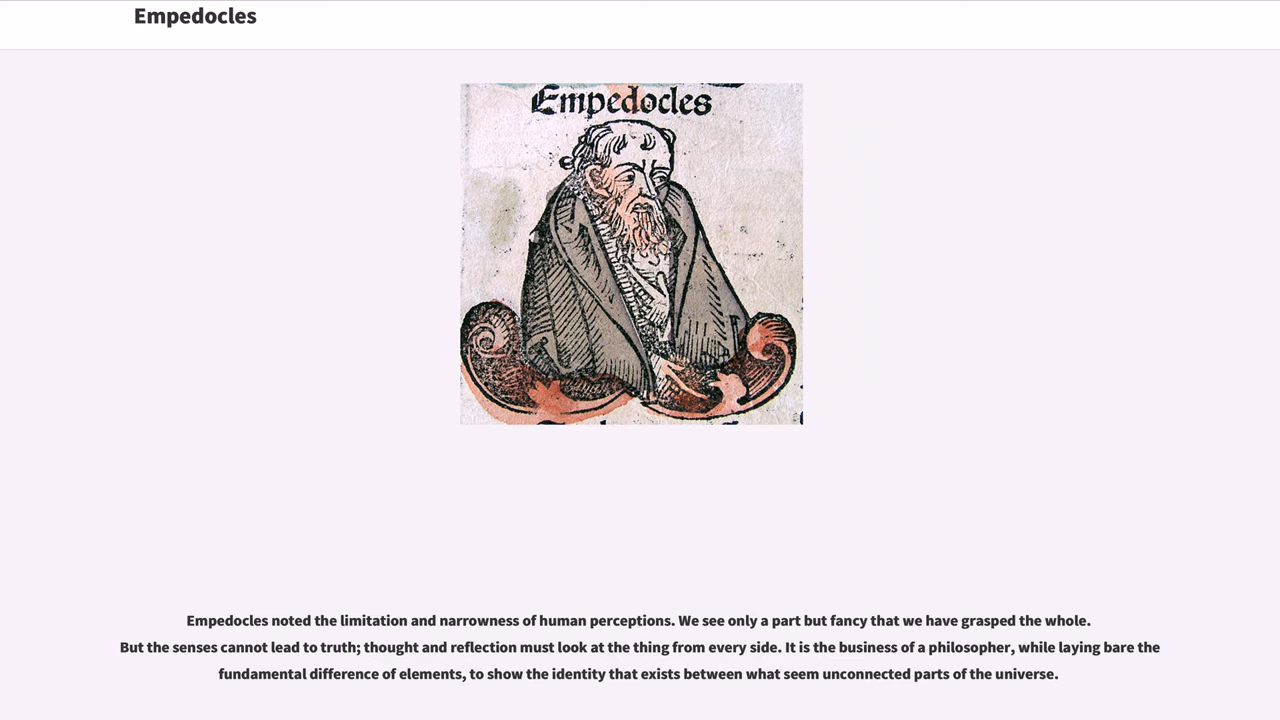 Empedocles
Empedocles
Empedocles noted the limitation and narrowness of human perceptions. We see only a part but fancy that we have grasped the whole.
But the senses cannot lead to truth; thought and reflection must look at the thing from every side. It is the business of a philosopher, while laying bare the
fundamental difference of elements, to show the identity that exists between what seem unconnected parts of the universe.